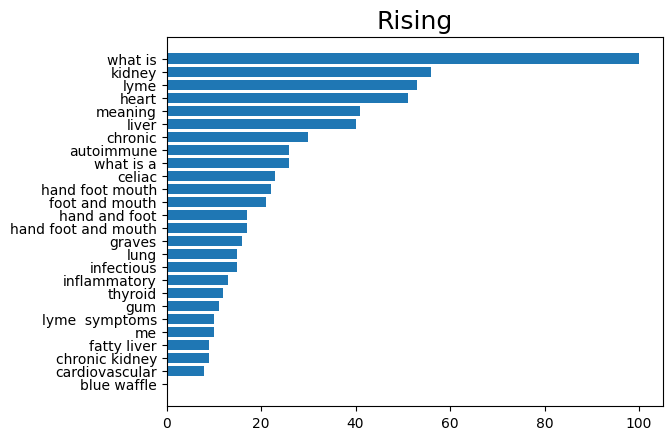 Rising
what is
kidney
lyme
heart
meaning
liver
chronic
autoimmune
what is a
celiac
hand foot mouth
foot and mouth
hand and foot
hand foot and mouth
graves
lung
infectious
inflammatory
thyroid
gum
lyme  symptoms
me
fatty liver
chronic kidney
cardiovascular
blue waffle
0 20 40 60 80 100